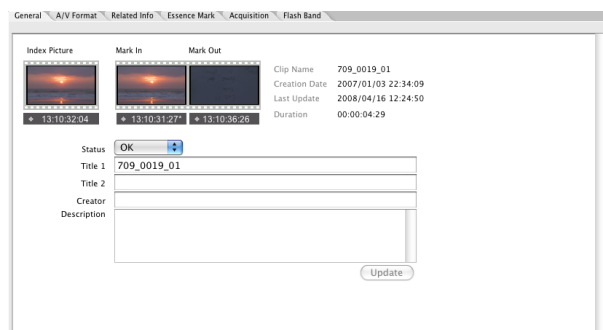 General A/V Format Related Info Essence Mark Acquisition Flash Band
Index Picture Mark In Mark Out
Clip Name 709_0019_01
Creation Date 2007/01/03 22:34:09
Last Update 2008/04/16 12:24:50
Duration 00:00:04:29
13:10:32:04 13:10:31:27* 13:10:36:26
Status OK
Title 1 709_0019_01
Title 2
Creator
Description
Update